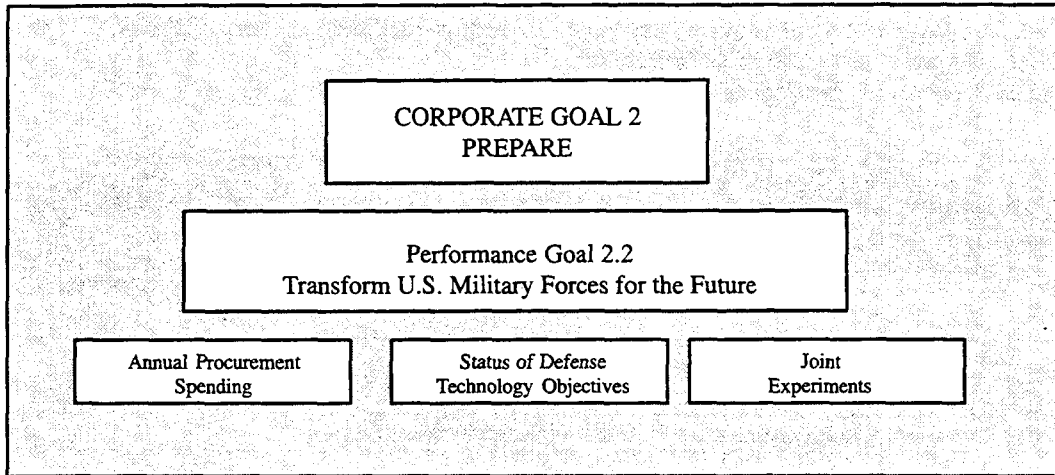 CORPORATE GOAL 2
PREPARE
Performance Goal 2.2
Transform U.S. Military Forces for the Future
Annual Procurement
Spending
Status of Defense
Technology Objectives
Joint
Experiments